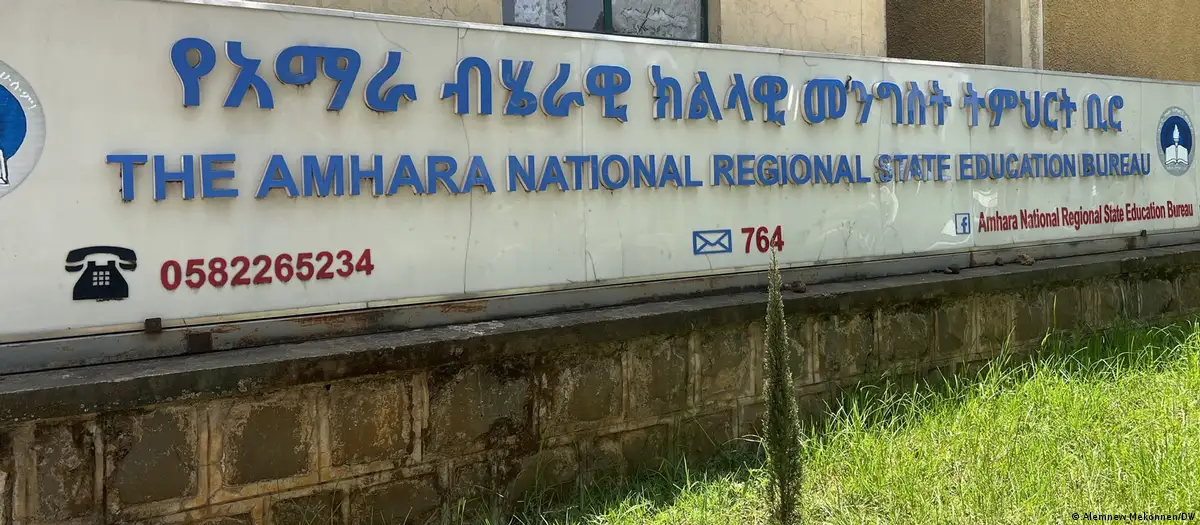 የአማራ ብሄራዊ ክልላዊ መንግስት ትምህርት ቢሮ
THE AMHARA NATIONAL REGIONAL STATE EDUCATION BUREAU
0582265234
764
Amhara National Regional State Education Bureau
© Alemnew Mekonnen/DW